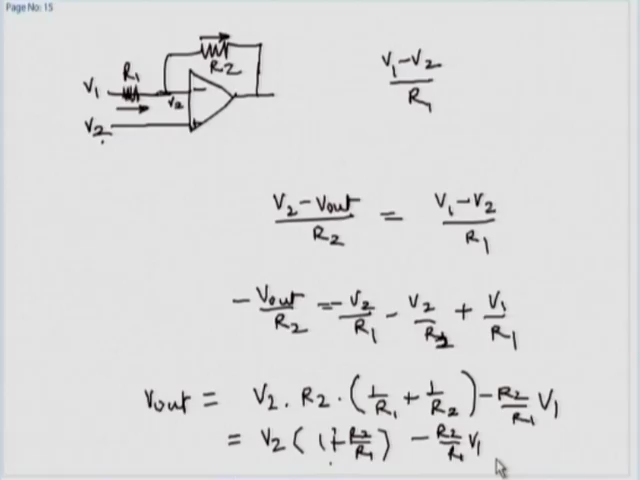 Page No: 15
R2
R1
V1
V2
V2
- +
(V1-V2)/R1
(V2-Vout)/R2 = (V1-V2)/R1
-Vout/R2 = -V2/R1 - V2/R2 + V1/R1
Vout = V2 . R2 . (1/R1 + 1/R2) - R2/R1 V1
= V2 (1+R2/R1) - R2/R1 V1